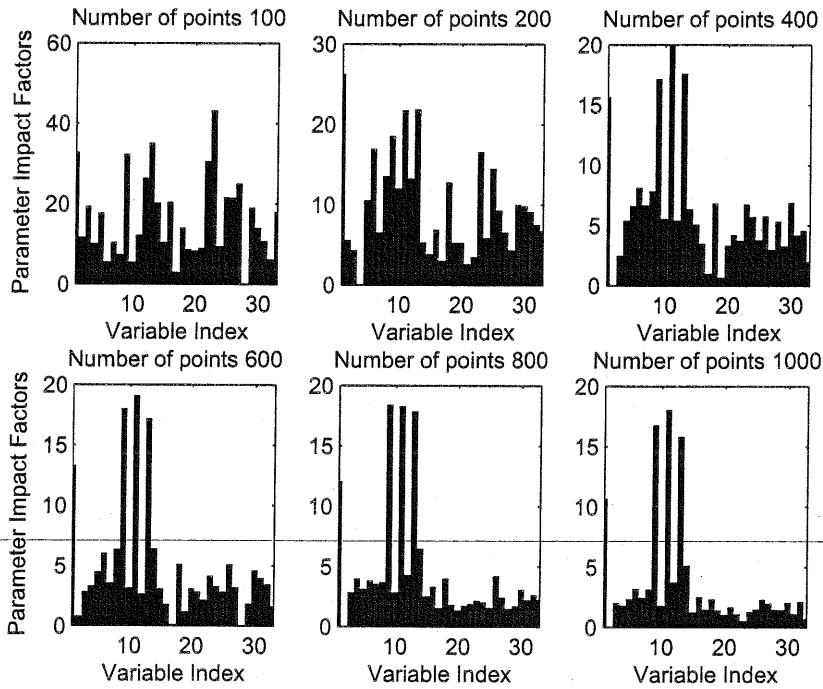 Number of points 100
Number of points 200
Number of points 400
Parameter Impact Factors
60
40
20
0
30
20
10
0
20
15
10
5
0
10 20 30
10 20 30
10 20 30
Variable Index
Variable Index
Variable Index
Number of points 600
Number of points 800
Number of points 1000
Parameter Impact Factors
20
15
10
5
0
20
15
10
5
0
20
15
10
5
0
10 20 30
10 20 30
10 20 30
Variable Index
Variable Index
Variable Index